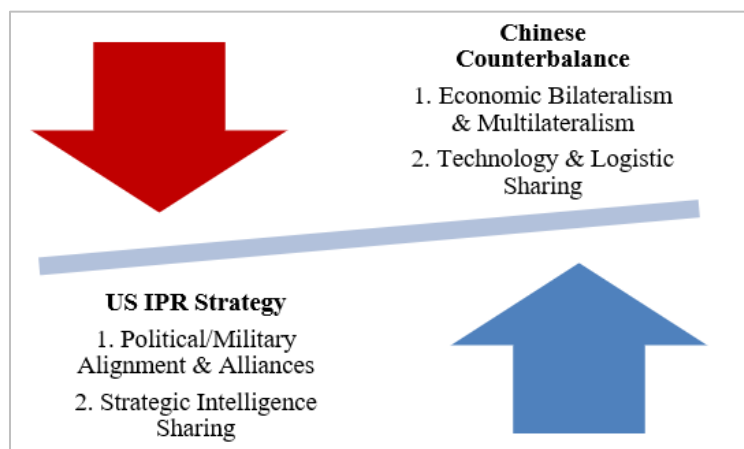 Chinese
Counterbalance
1. Economic Bilateralism
& Multilateralism
2. Technology & Logistic
Sharing
US IPR Strategy
1. Political/Military
Alignment & Alliances
2. Strategic Intelligence
Sharing